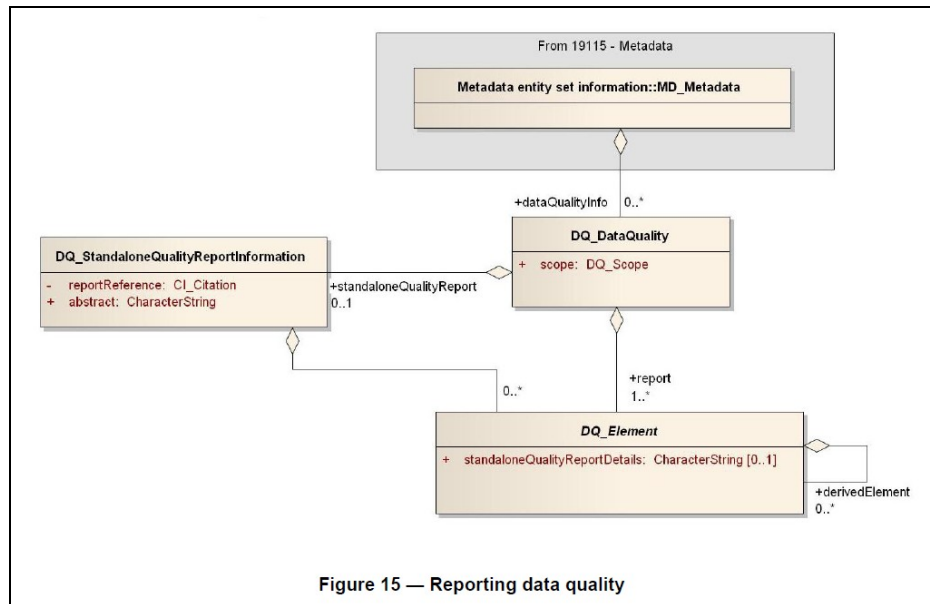 From 19115 - Metadata
Metadata entity set information::MD_Metadata
+dataQualityInfo
0..*
DQ_DataQuality
+ scope: DQ_Scope
DQ_StandaloneQualityReportInformation
- reportReference: CI_Citation
+ abstract: CharacterString
+standaloneQualityReport
0..1
0..*
+report
1..*
DQ_Element
+ standaloneQualityReportDetails: CharacterString [0..1]
+derivedElement
0..*
Figure 15 — Reporting data quality